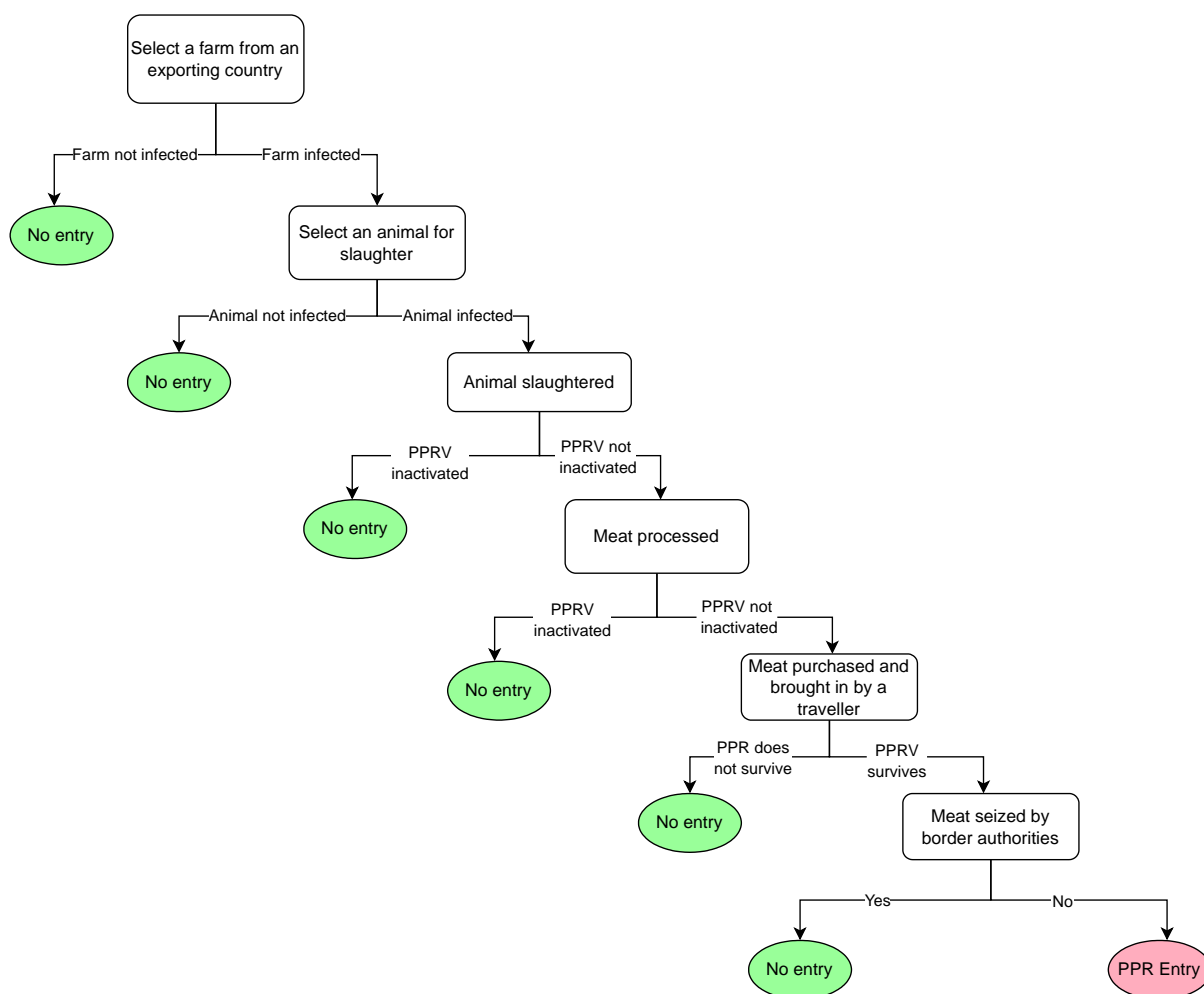 Select a farm from an
exporting country
Farm not infected
Farm infected
No entry
Select an animal for
slaughter
Animal not infected
Animal infected
No entry
Animal slaughtered
PPRV
inactivated
PPRV not
inactivated
No entry
Meat processed
PPRV
inactivated
PPRV not
inactivated
No entry
Meat purchased and
brought in by a
traveller
PPR does
not survive
PPRV
survives
No entry
Meat seized by
border authorities
Yes
No
No entry
PPR Entry